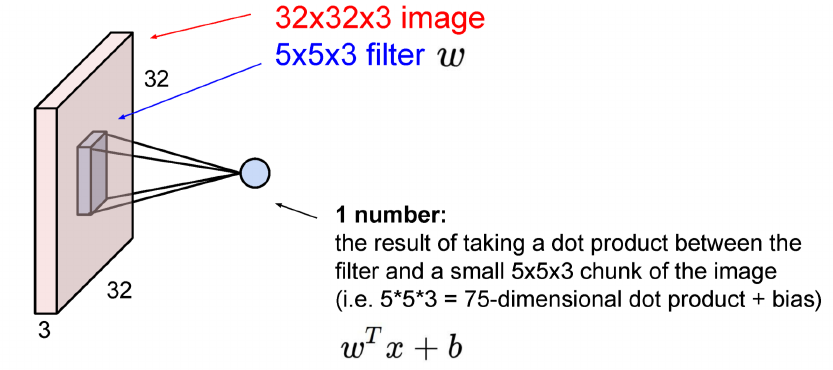 32x32x3 image
5x5x3 filter w
32
1 number:
the result of taking a dot product between the
filter and a small 5x5x3 chunk of the image
(i.e. 5*5*3 = 75-dimensional dot product + bias)
32
3
w^T x + b